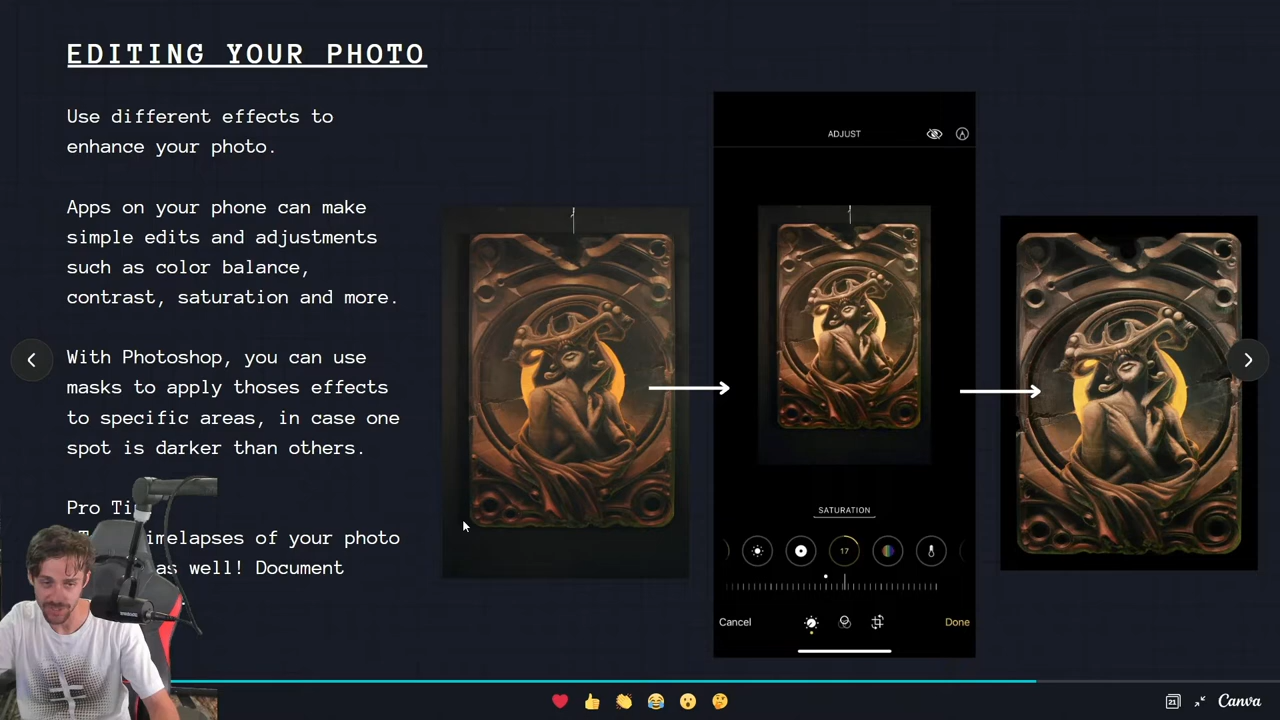 EDITING YOUR PHOTO
Use different effects to
enhance your photo.
Apps on your phone can make
simple edits and adjustments
such as color balance,
contrast, saturation and more.
With Photoshop, you can use
masks to apply thoses effects
to specific areas, in case one
spot is darker than others.
Pro
of your photo
as well! Document
ADJUST
SATURATION
17
Cancel
Done
21
Canva